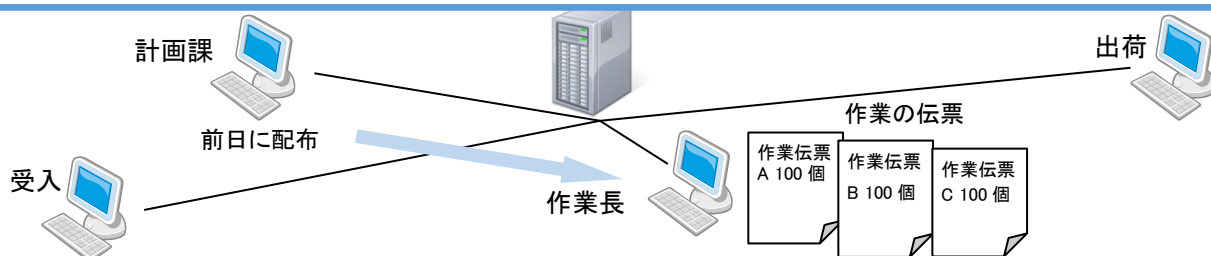 計画課
出荷
作業の伝票
前日に配布
受入
作業長
作業伝票
A 100 個
作業伝票
B 100 個
作業伝票
C 100 個